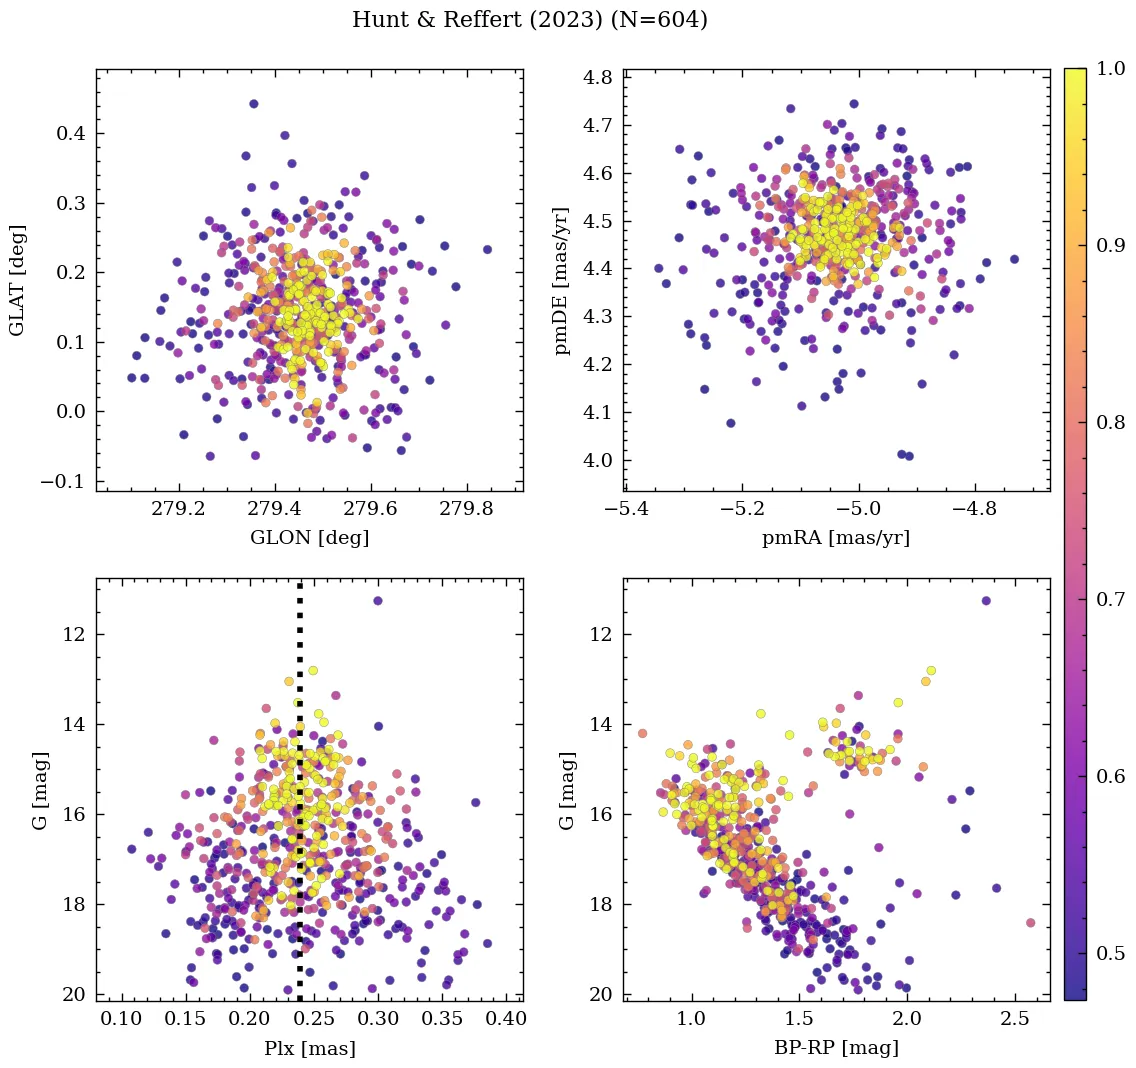 Hunt & Reffert (2023) (N=604)
0.4
0.3
0.2
0.1
0.0
−0.1
GLAT [deg]
279.2 279.4 279.6 279.8
GLON [deg]
4.8
4.7
4.6
4.5
4.4
4.3
4.2
4.1
4.0
pmDE [mas/yr]
−5.4 −5.2 −5.0 −4.8
pmRA [mas/yr]
12
14
16
18
20
G [mag]
0.10 0.15 0.20 0.25 0.30 0.35 0.40
Plx [mas]
12
14
16
18
20
G [mag]
1.0 1.5 2.0 2.5
BP-RP [mag]
1.0
0.9
0.8
0.7
0.6
0.5